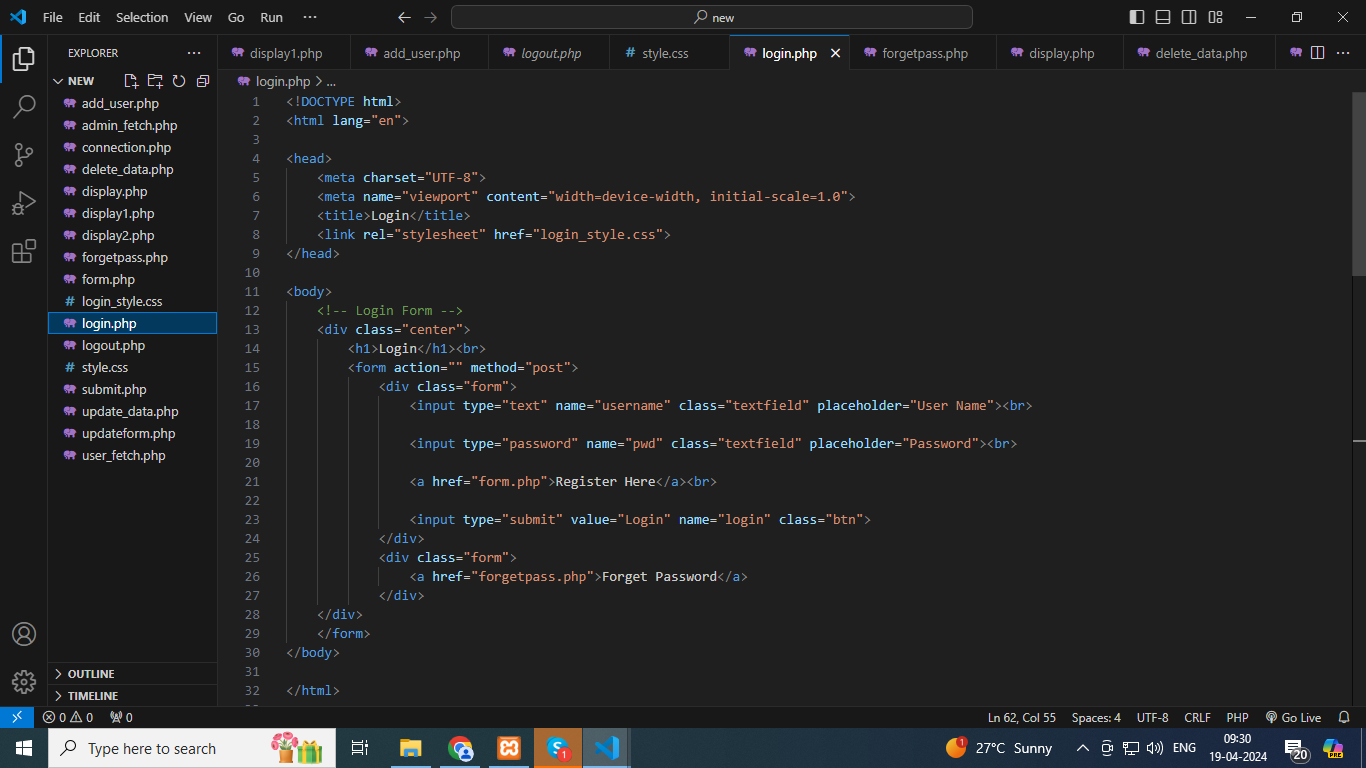 File Edit Selection View Go Run ··· new
EXPLORER ···
display1.php add_user.php logout.php # style.css login.php forgetpass.php display.php delete_data.php ···
NEW
login.php > ...
add_user.php
admin_fetch.php
connection.php
delete_data.php
display.php
display1.php
display2.php
forgetpass.php
form.php
# login_style.css
login.php
logout.php
# style.css
submit.php
update_data.php
updateform.php
user_fetch.php
OUTLINE
TIMELINE
1 <!DOCTYPE html>
2 <html lang="en">
3
4 <head>
5 <meta charset="UTF-8">
6 <meta name="viewport" content="width=device-width, initial-scale=1.0">
7 <title>Login</title>
8 <link rel="stylesheet" href="login_style.css">
9 </head>
10
11 <body>
12 <!-- Login Form -->
13 <div class="center">
14 <h1>Login</h1><br>
15 <form action="" method="post">
16 <div class="form">
17 <input type="text" name="username" class="textfield" placeholder="User Name"><br>
18
19 <input type="password" name="pwd" class="textfield" placeholder="Password"><br>
20
21 <a href="form.php">Register Here</a><br>
22
23 <input type="submit" value="Login" name="login" class="btn">
24 </div>
25 <div class="form">
26 <a href="forgetpass.php">Forget Password</a>
27 </div>
28 </div>
29 </form>
30 </body>
31
32 </html>
0 0 0 Ln 62, Col 55 Spaces: 4 UTF-8 CRLF PHP Go Live
Type here to search 1 27°C Sunny ENG 09:30
19-04-2024 20 PRE